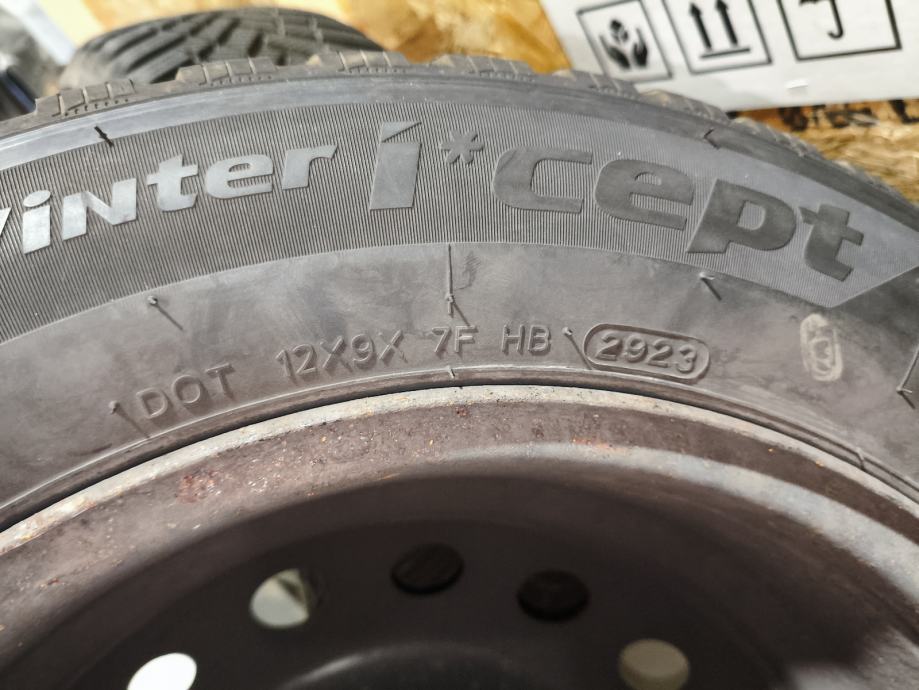 Winter i*cept
DOT 12X9X 7F HB 2923